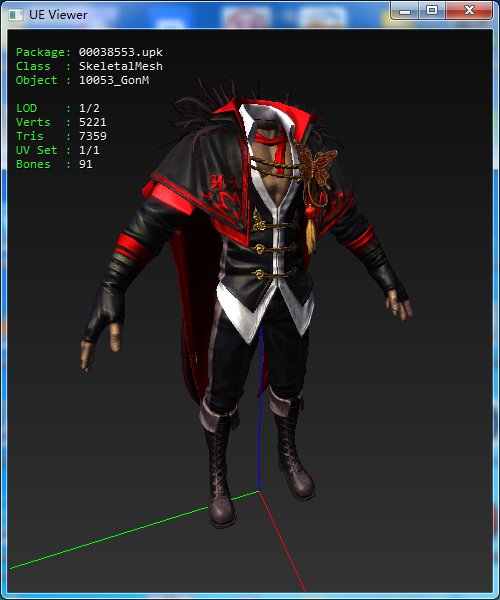 UE Viewer
Package: 00038553.upk
Class : SkeletalMesh
Object : 10053_GonM
LOD : 1/2
Verts : 5221
Tris : 7359
UV Set : 1/1
Bones : 91